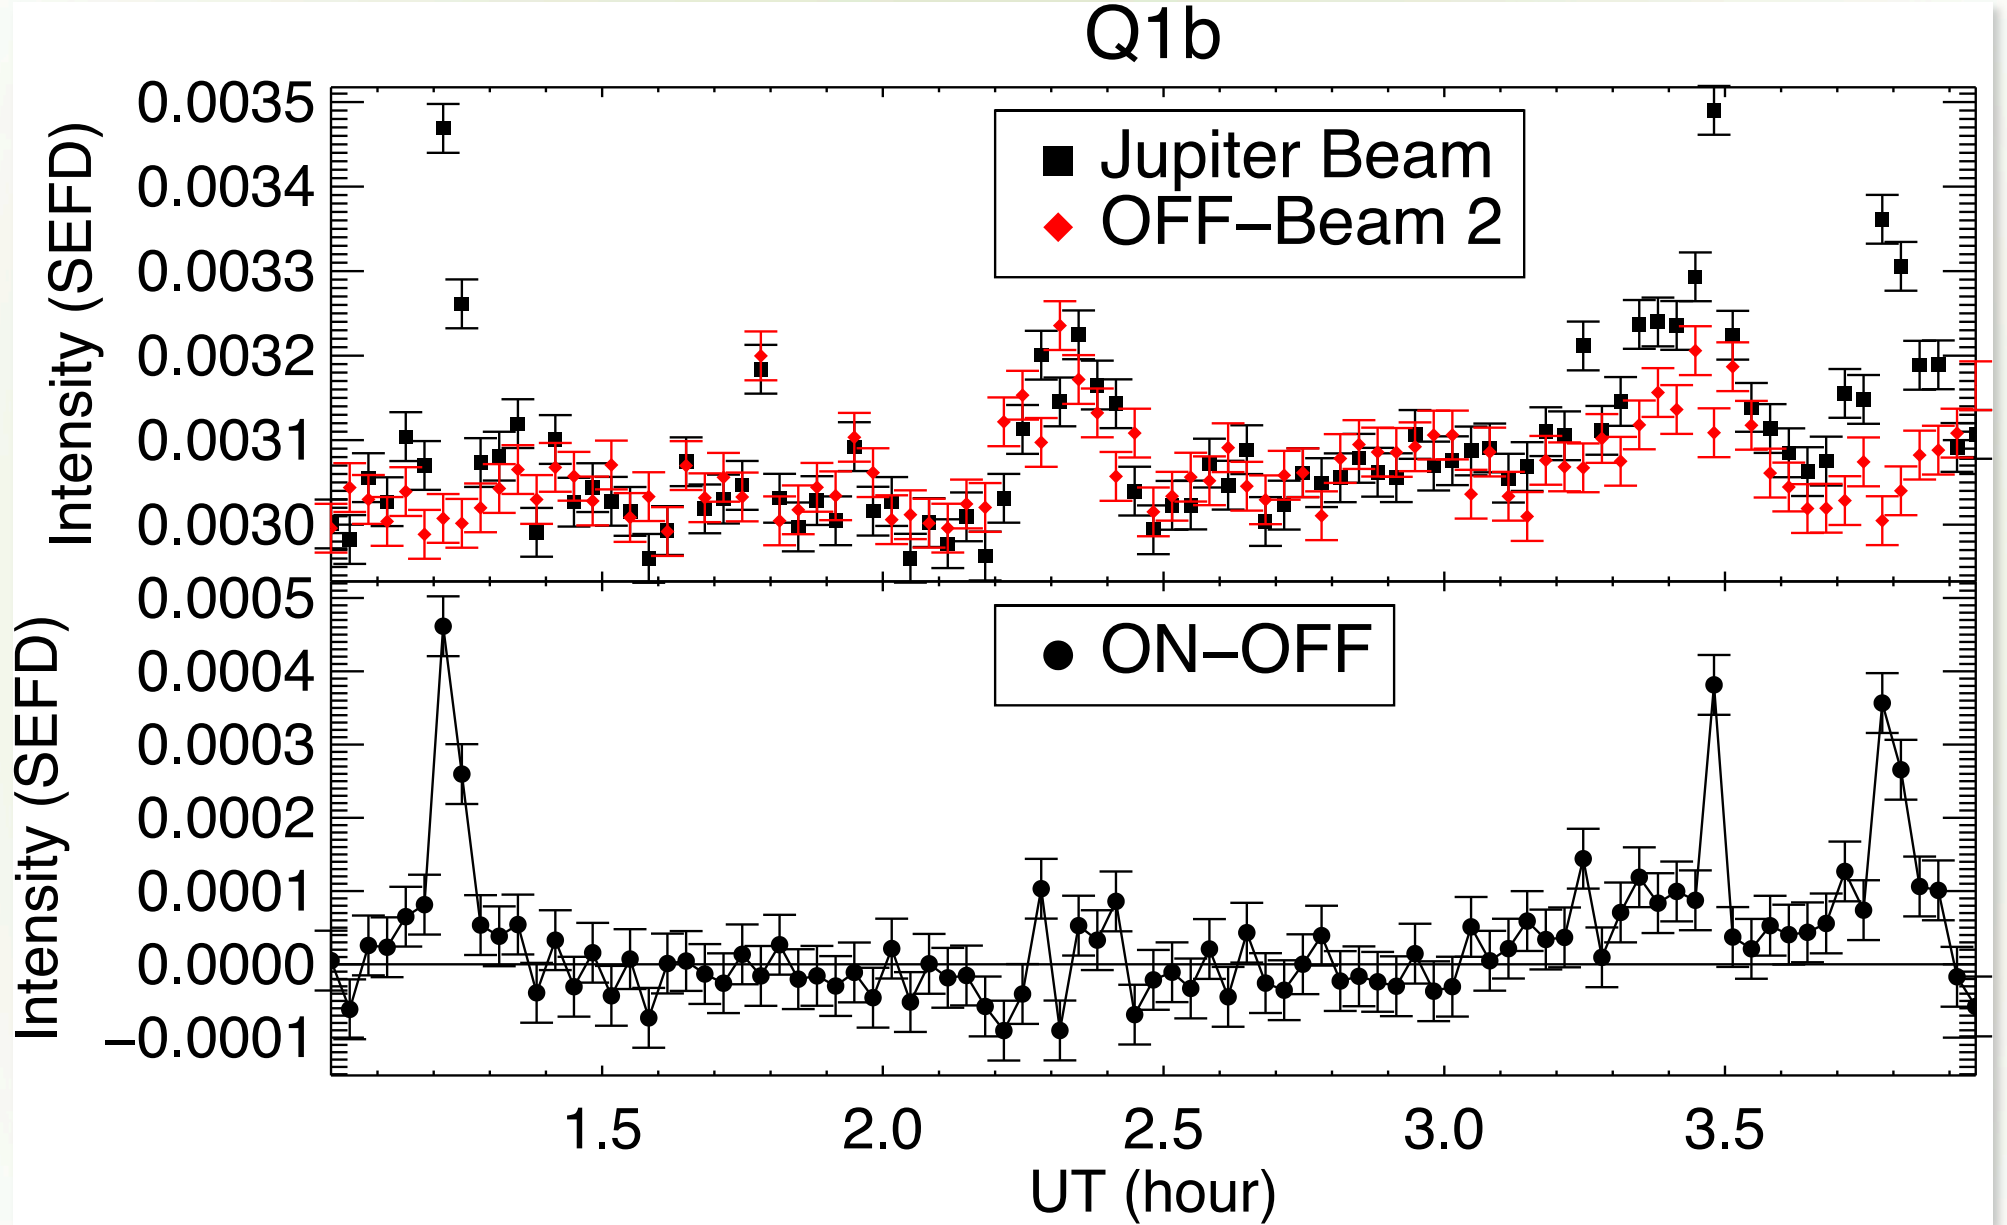 Q1b
Intensity (SEFD)
0.0035
0.0034
0.0033
0.0032
0.0031
0.0030
Jupiter Beam
OFF−Beam 2
Intensity (SEFD)
0.0005
0.0004
0.0003
0.0002
0.0001
0.0000
−0.0001
ON−OFF
1.5 2.0 2.5 3.0 3.5
UT (hour)